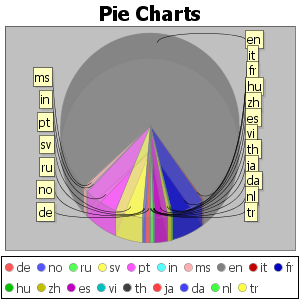 Pie Charts
en
it
fr
hu
zh
es
vi
th
ja
da
nl
tr
ms
in
pt
sv
ru
no
de
de no ru sv pt in ms en it fr
hu zh es vi th ja da nl tr